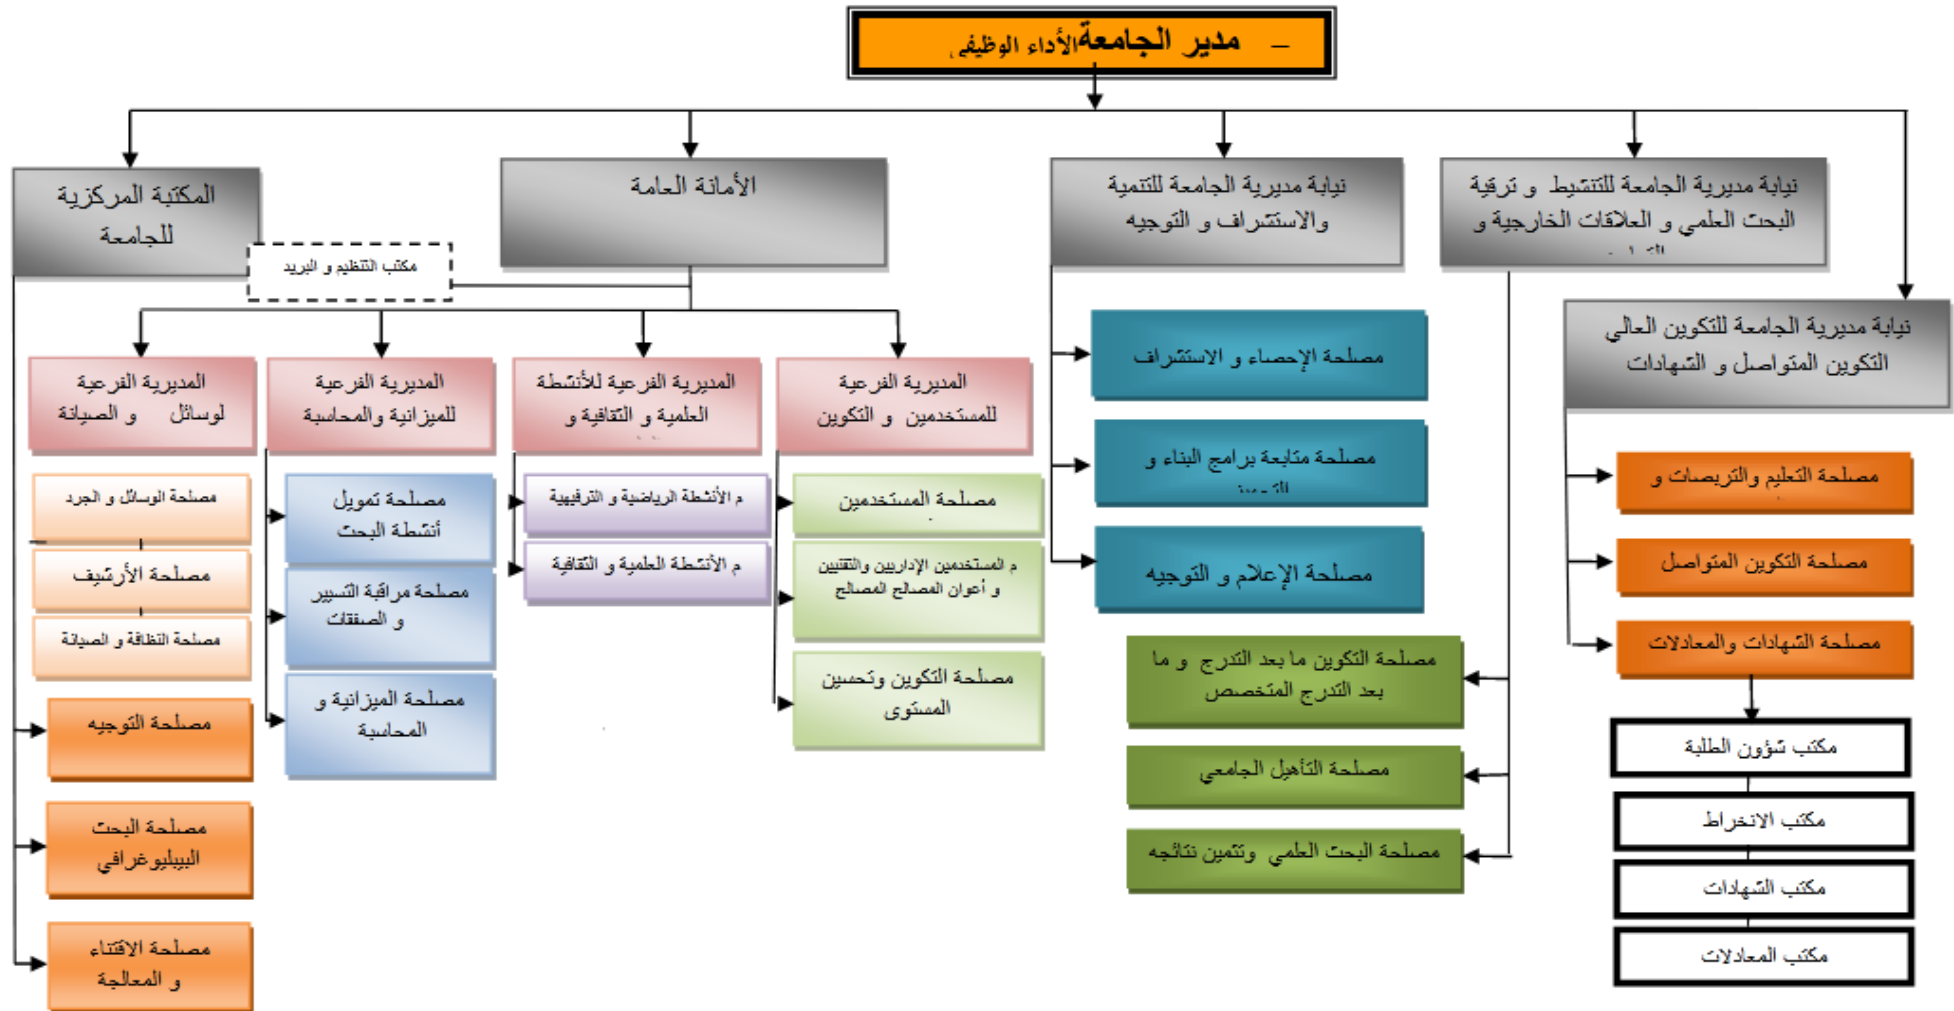 – مدير الجامعة الأداء الوظيفي
نيابة مديرية الجامعة للتنشيط و ترقية
البحث العلمي و العلاقات الخارجية و
نيابة مديرية الجامعة للتنمية
والاستشراف و التوجيه
الأمانة العامة
المكتبة المركزية
للجامعة
مكتب التنظيم و البريد
نيابة مديرية الجامعة للتكوين العالي
التكوين المتواصل و الشهادات
مصلحة التعليم والتربصات و
مصلحة التكوين المتواصل
مصلحة الشهادات والمعادلات
مكتب شؤون الطلبة
مكتب الانخراط
مكتب الشهادات
مكتب المعادلات
مصلحة الإحصاء و الاستشراف
مصلحة متابعة برامج البناء و
مصلحة الإعلام و التوجيه
مصلحة التكوين ما بعد التدرج و ما
بعد التدرج المتخصص
مصلحة التأهيل الجامعي
مصلحة البحث العلمي وتثمين نتائجه
المديرية الفرعية
للمستخدمين و التكوين
مصلحة المستخدمين
م المستخدمين الإداريين والتقنيين
و أعوان المصالح المصالح
مصلحة التكوين وتحسين
المستوى
المديرية الفرعية للأنشطة
العلمية و الثقافية و
م الأنشطة الرياضية و الترفيهية
م الأنشطة العلمية و الثقافية
المديرية الفرعية
للميزانية والمحاسبة
مصلحة تمويل
أنشطة البحث
مصلحة مراقبة التسيير
و الصفقات
مصلحة الميزانية و
المحاسبة
المديرية الفرعية
لوسائل و الصيانة
مصلحة الوسائل و الجرد
مصلحة الأرشيف
مصلحة النظافة و الصيانة
مصلحة التوجيه
مصلحة البحث
الببليوغرافي
مصلحة الاقتناء
و المعالجة